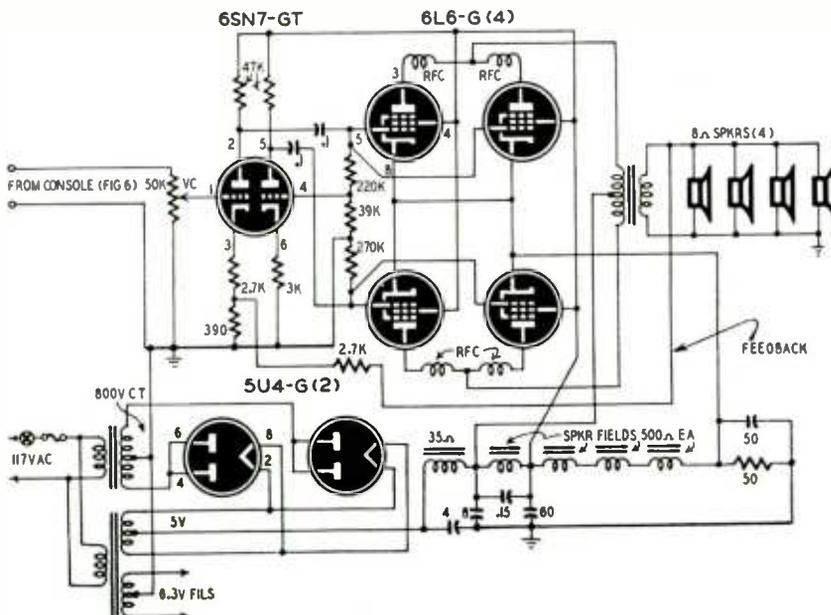 6SN7-GT
6L6-G (4)
47K
3
RFC
RFC
2
5
.1
.1
5
4
8
8Ω SPKRS (4)
FROM CONSOLE (FIG 6)
50K
VC
1
4
220K
39K
270K
3
6
2.7K
3K
390
2.7K
RFC
FEEDBACK
800V CT
5U4-G (2)
117VAC
6
8
4
2
35Ω
SPKR FIELDS 500Ω EA
50
50
5V
4
8
.15
60
6.3V FILS